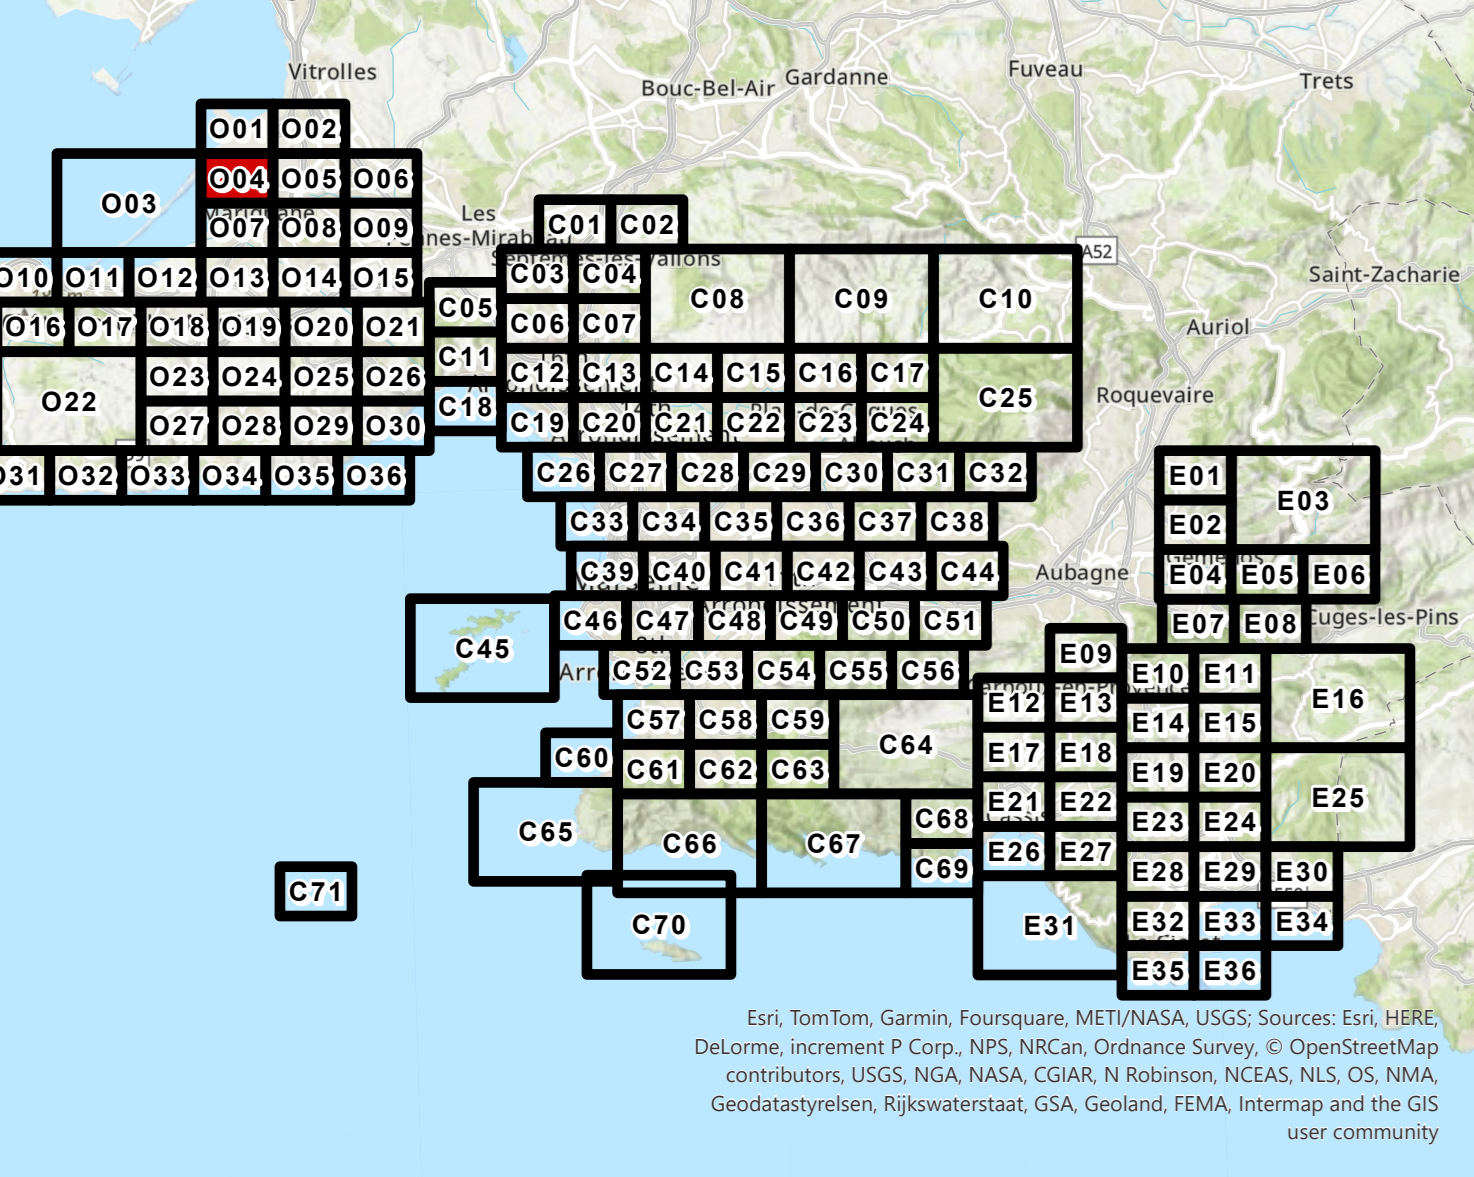 Vitrolles
Bouc-Bel-Air
Gardanne
Fuveau
Trets
O01 O02
O03
O04 O05 O06
O07 O08 O09
Les
C01 C02
A52
O10 O11 O12 O13 O14 O15
C03 C04
C08 C09 C10
Saint-Zacharie
C05
O16 O17 O18 O19 O20 O21
C06 C07
Auriol
C11
O22
O23 O24 O25 O26
C12 C13 C14 C15 C16 C17
C25
Roquevaire
C18
O27 O28 O29 O30
C19 C20 C21 C22 C23 C24
O31 O32 O33 O34 O35 O36
C26 C27 C28 C29 C30 C31 C32
E01
E03
E02
C33 C34 C35 C36 C37 C38
C39 C40 C41 C42 C43 C44
Aubagne
E04 E05 E06
C45
C46 C47 C48 C49 C50 C51
E07 E08
Cuges-les-Pins
C52 C53 C54 C55 C56
E09
E10 E11
E16
C57 C58 C59
C64
E12 E13
E14 E15
C60
C61 C62 C63
E17 E18
E19 E20
E25
C65
C66 C67
C68
E21 E22
E23 E24
C69
E26 E27
E28 E29 E30
C71
C70
E31
E32 E33 E34
E35 E36
Esri, TomTom, Garmin, Foursquare, METI/NASA, USGS; Sources: Esri, HERE,
DeLorme, increment P Corp., NPS, NRCan, Ordnance Survey, © OpenStreetMap
contributors, USGS, NGA, NASA, CGIAR, N Robinson, NCEAS, NLS, OS, NMA,
Geodatastyrelsen, Rijkswaterstaat, GSA, Geoland, FEMA, Intermap and the GIS
user community